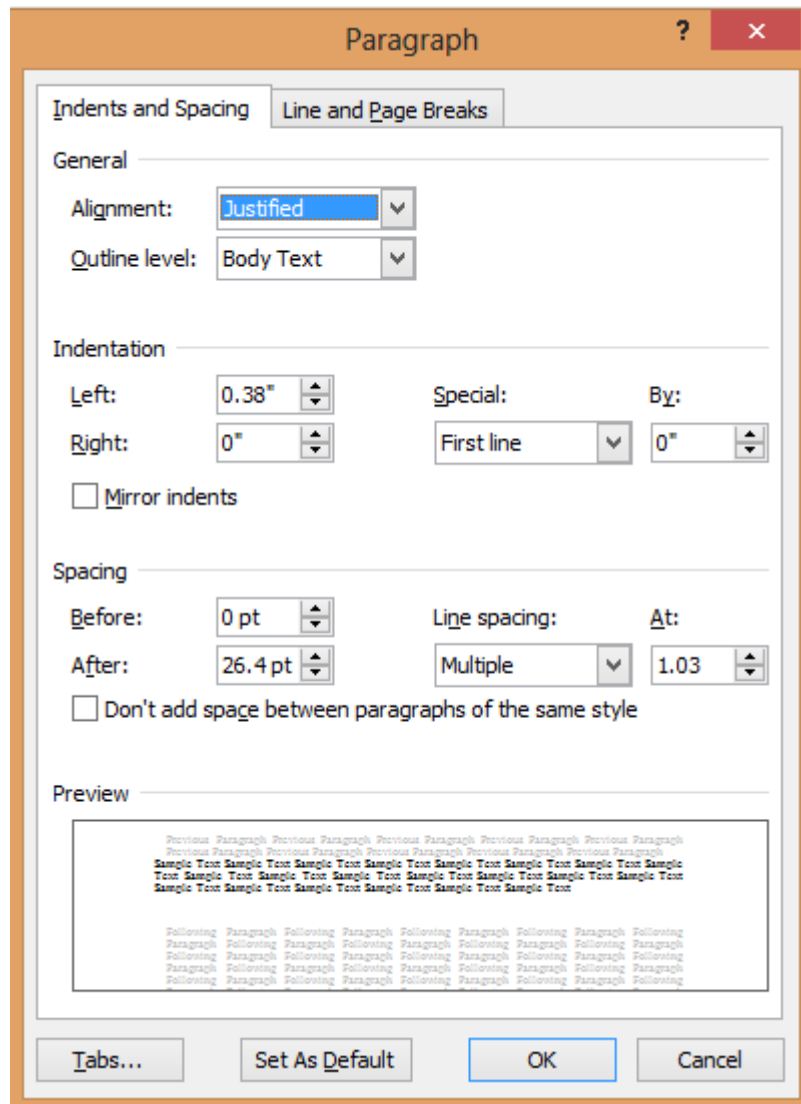 Paragraph ?
Indents and Spacing Line and Page Breaks
General
Alignment: Justified
Outline level: Body Text
Indentation
Left: 0.38" Special: By:
Right: 0" First line 0"
Mirror indents
Spacing
Before: 0 pt Line spacing: At:
After: 26.4 pt Multiple 1.03
Don't add space between paragraphs of the same style
Preview
Previous Paragraph Previous Paragraph Previous Paragraph Previous Paragraph Previous Paragraph
Previous Paragraph Previous Paragraph Previous Paragraph Previous Paragraph Previous Paragraph
Sample Text Sample Text Sample Text Sample Text Sample Text Sample Text Sample Text Sample
Text Sample Text Sample Text Sample Text Sample Text Sample Text Sample Text Sample Text
Sample Text Sample Text Sample Text Sample Text Sample Text Sample Text
Following Paragraph Following Paragraph Following Paragraph Following Paragraph Following
Paragraph Following Paragraph Following Paragraph Following Paragraph Following Paragraph
Following Paragraph Following Paragraph Following Paragraph Following Paragraph Following
Paragraph Following Paragraph Following Paragraph Following Paragraph Following Paragraph
Following Paragraph Following Paragraph Following Paragraph Following Paragraph Following
Tabs... Set As Default OK Cancel